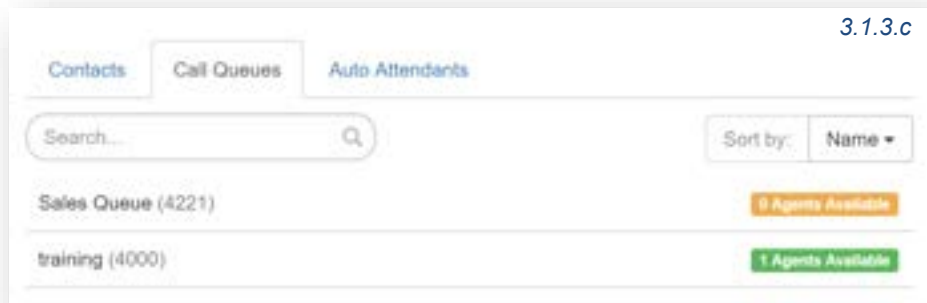 3.1.3.c
Contacts Call Queues Auto Attendants
Search... Sort by: Name
Sales Queue (4221) 0 Agents Available
training (4000) 1 Agents Available